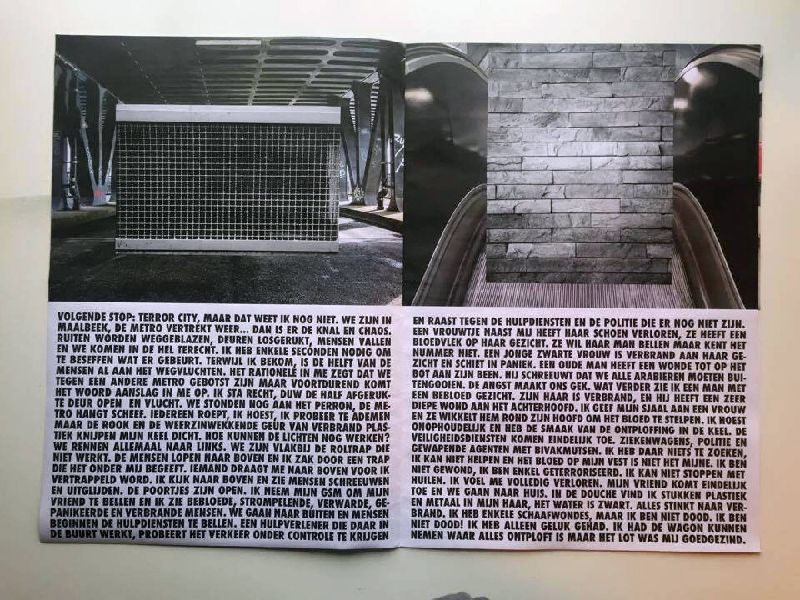 VOLGENDE STOP: TERROR CITY, MAAR DAT WEET IK NOG NIET. WE ZIJN IN
MAALBEEK, DE METRO VERTREKT WEER... DAN IS ER DE KNAL EN CHAOS.
RUITEN WORDEN WEGGEBLAZEN, DEUREN LOSGERUKT, MENSEN VALLEN
EN WE KOMEN IN DE HEL TERECHT. IK HEB ENKELE SECONDEN NODIG OM
TE BESEFFEN WAT ER GEBEURT. TERWIJL IK BEKOM, IS DE HELFT VAN DE
MENSEN AL AAN HET WEGVLUCHTEN. HET RATIONELE IN ME ZEGT DAT WE
TEGEN EEN ANDERE METRO GEBOTST ZIJN MAAR VOORTDUREND KOMT
HET WOORD AANSLAG IN ME OP. IK STA RECHT, DUW DE HALF AFGERUK-
TE DEUR OPEN EN VLUCHT. WE STONDEN NOG AAN HET PERRON, DE ME-
TRO HANGT SCHEEF. IEDEREEN ROEPT, IK HOEST, IK PROBEER TE ADEMEN
MAAR DE ROOK EN DE WEERZINWEKKENDE GEUR VAN VERBRAND PLAS-
TIEK KNIJPEN MIJN KEEL DICHT. HOE KUNNEN DE LICHTEN NOG WERKEN?
WE RENNEN ALLEMAAL NAAR LINKS. WE ZIJN VLAKBIJ DE ROLTRAP DIE
NIET WERKT. DE MENSEN LOPEN NAAR BOVEN EN IK ZAK DOOR EEN TRAP
DIE HET ONDER MIJ BEGEEFT. IEMAND DRAAGT ME NAAR BOVEN VOOR IK
VERTRAPPELD WORD. IK KIJK NAAR BOVEN EN ZIE MENSEN SCHREEUWEN
EN UITGLIJDEN. DE POORTJES ZIJN OPEN. IK NEEM MIJN GSM OM MIJN
VRIEND TE BELLEN EN IK ZIE BEBLOEDE, STROMPELENDE, VERWARDE, GE-
PANIKEERDE EN VERBRANDE MENSEN. WE GAAN NAAR BUITEN EN MENSEN
BEGINNEN DE HULPDIENSTEN TE BELLEN. EEN HULPVERLENER DIE DAAR IN
DE BUURT WERKT, PROBEERT HET VERKEER ONDER CONTROLE TE KRIJGEN
EN RAAST TEGEN DE HULPDIENSTEN EN DE POLITIE DIE ER NOG NIET ZIJN.
EEN VROUWTJE NAAST MIJ HEEFT HAAR SCHOEN VERLOREN, ZE HEEFT EEN
BLOEDVLEK OP HAAR GEZICHT. ZE WIL HAAR MAN BELLEN MAAR KENT HET
NUMMER NIET. EEN JONGE ZWARTE VROUW IS VERBRAND AAN HAAR GE-
ZICHT EN SCHIET IN PANIEK. EEN OUDE MAN HEEFT EEN WONDE TOT OP HET
BOT AAN ZIJN BEEN. HIJ SCHREEUWT DAT WE ALLE ARABIEREN MOETEN BUI-
TENGOOIEN. DE ANGST MAAKT ONS GEK. WAT VERDER ZIE IK EEN MAN MET
EEN BEBLOED GEZICHT. ZIJN HAAR IS VERBRAND, EN HIJ HEEFT EEN ZEER
DIEPE WOND AAN HET ACHTERHOOFD. IK GEEF MIJN SJAAL AAN EEN VROUW
EN ZE WIKKELT HEM ROND ZIJN HOOFD OM HET BLOED TE STELPEN. IK HOEST
ONOPHOUDELIJK EN HEB DE SMAAK VAN DE ONTPLOFFING IN DE KEEL. DE
VEILIGHEIDSDIENSTEN KOMEN EINDELIJK TOE. ZIEKENWAGENS, POLITIE EN
GEWAPENDE AGENTEN MET BIVAKMUTSEN. IK HEB DAAR NIETS TE ZOEKEN,
IK KAN NIET HELPEN EN HET BLOED OP MIJN VEST IS NIET HET MIJNE. IK BEN
NIET GEWOND, IK BEN ENKEL GETERRORISEERD. IK KAN NIET STOPPEN MET
HUILEN. IK VOEL ME VOLLEDIG VERLOREN. MIJN VRIEND KOMT EINDELIJK
TOE EN WE GAAN NAAR HUIS. IN DE DOUCHE VIND IK STUKKEN PLASTIEK
EN METAAL IN MIJN HAAR, HET WATER IS ZWART. ALLES STINKT NAAR VER-
BRAND. IK HEB ENKELE SCHAAFWONDES, MAAR IK BEN NIET DOOD. IK BEN
NIET DOOD! IK HEB ALLEEN GELUK GEHAD. IK HAD DE WAGON KUNNEN
NEMEN WAAR ALLES ONTPLOFT IS MAAR HET LOT WAS MIJ GOEDGEZIND.